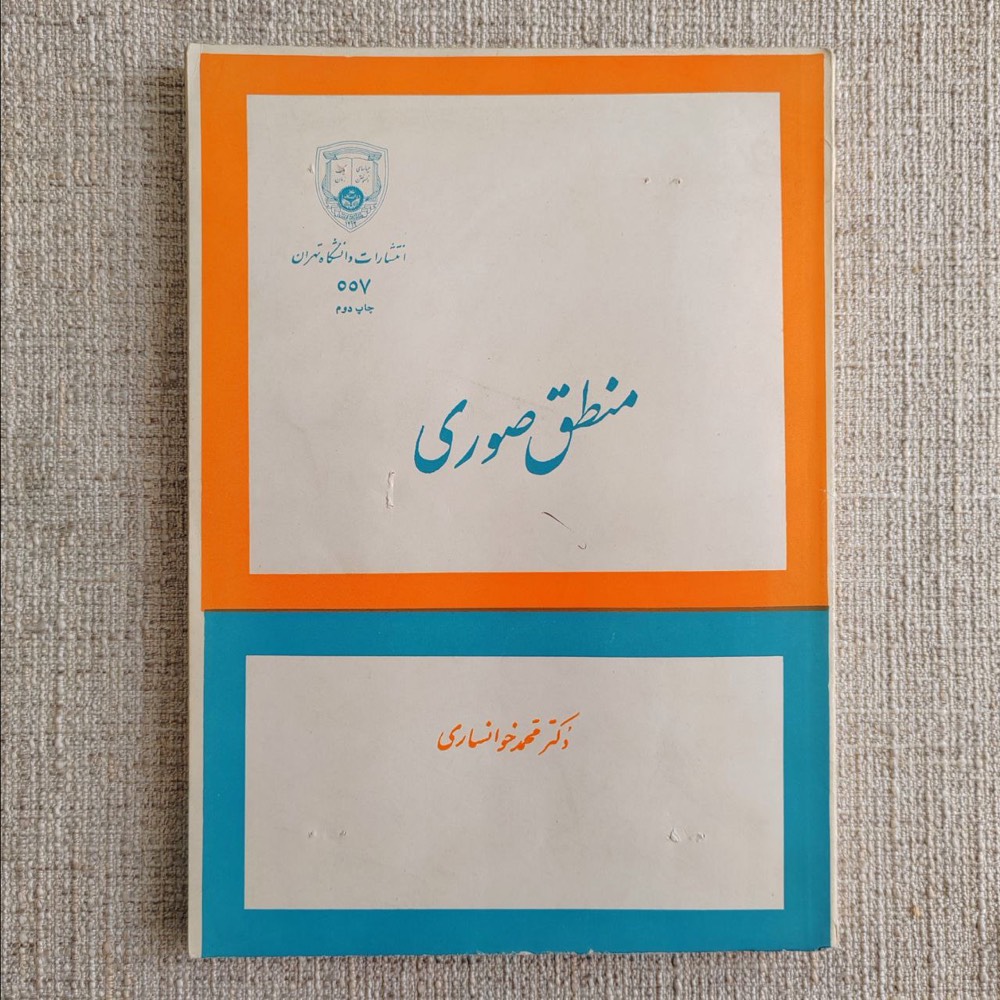 انتشارات دانشگاه تهران
۵۵۷
چاپ دوم
منطق صوری
دکتر محمد خوانساری